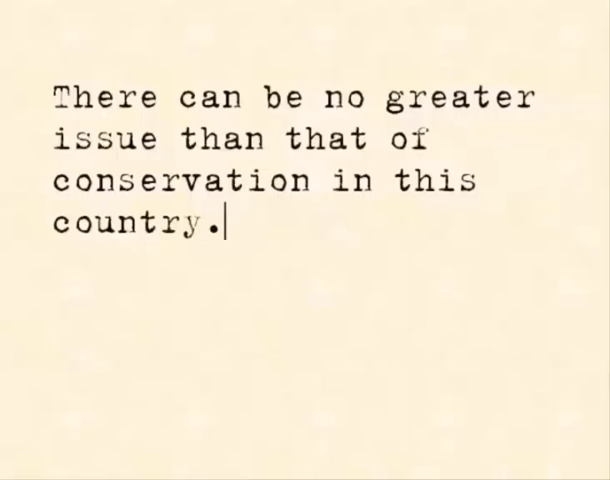 There can be no greater
issue than that of
conservation in this
country.